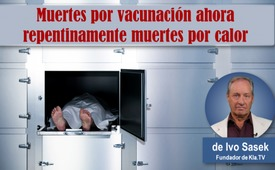 Muertes por vacunación ahora
repentinamente muertes por calor
de Ivo Sasek
Fundador de Kla.TV